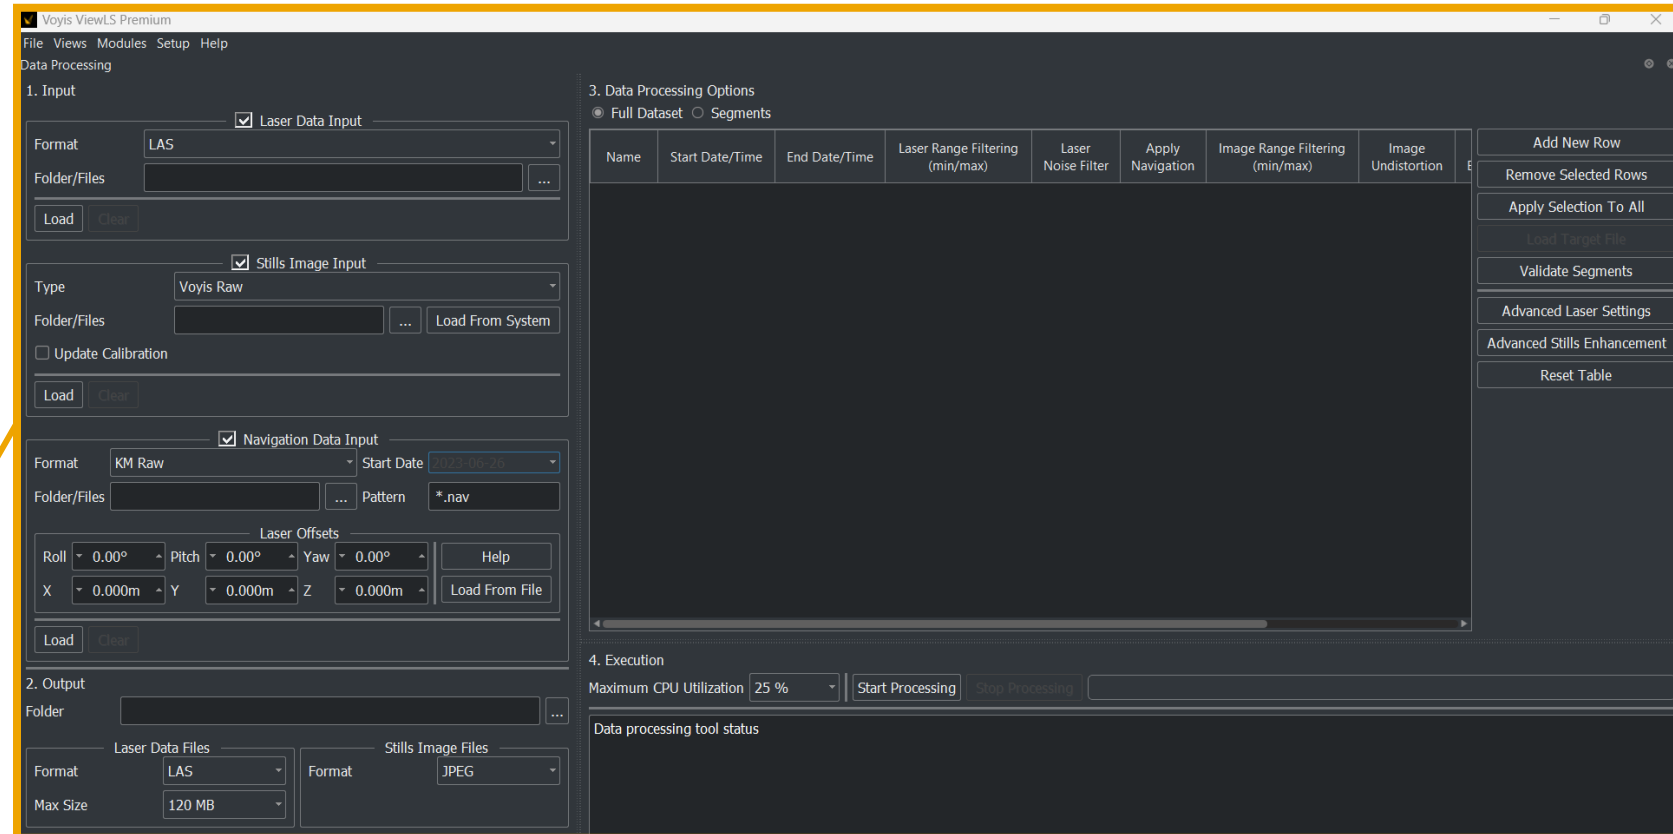 Voyis ViewLS Premium
File Views Modules Setup Help
Data Processing
1. Input
Laser Data Input
Format LAS
Folder/Files ...
Load Clear
Stills Image Input
Type Voyis Raw
Folder/Files ... Load From System
Update Calibration
Load Clear
Navigation Data Input
Format KM Raw Start Date 2023-06-26
Folder/Files ... Pattern *.nav
Laser Offsets
Roll 0.00° Pitch 0.00° Yaw 0.00° Help
X 0.000m Y 0.000m Z 0.000m Load From File
Load Clear
2. Output
Folder ...
Laser Data Files
Format LAS
Max Size 120 MB
Stills Image Files
Format JPEG
3. Data Processing Options
Full Dataset Segments
Name Start Date/Time End Date/Time Laser Range Filtering (min/max) Laser Noise Filter Apply Navigation Image Range Filtering (min/max) Image Undistortion
Add New Row
Remove Selected Rows
Apply Selection To All
Load Target File
Validate Segments
Advanced Laser Settings
Advanced Stills Enhancement
Reset Table
4. Execution
Maximum CPU Utilization 25 % Start Processing Stop Processing
Data processing tool status